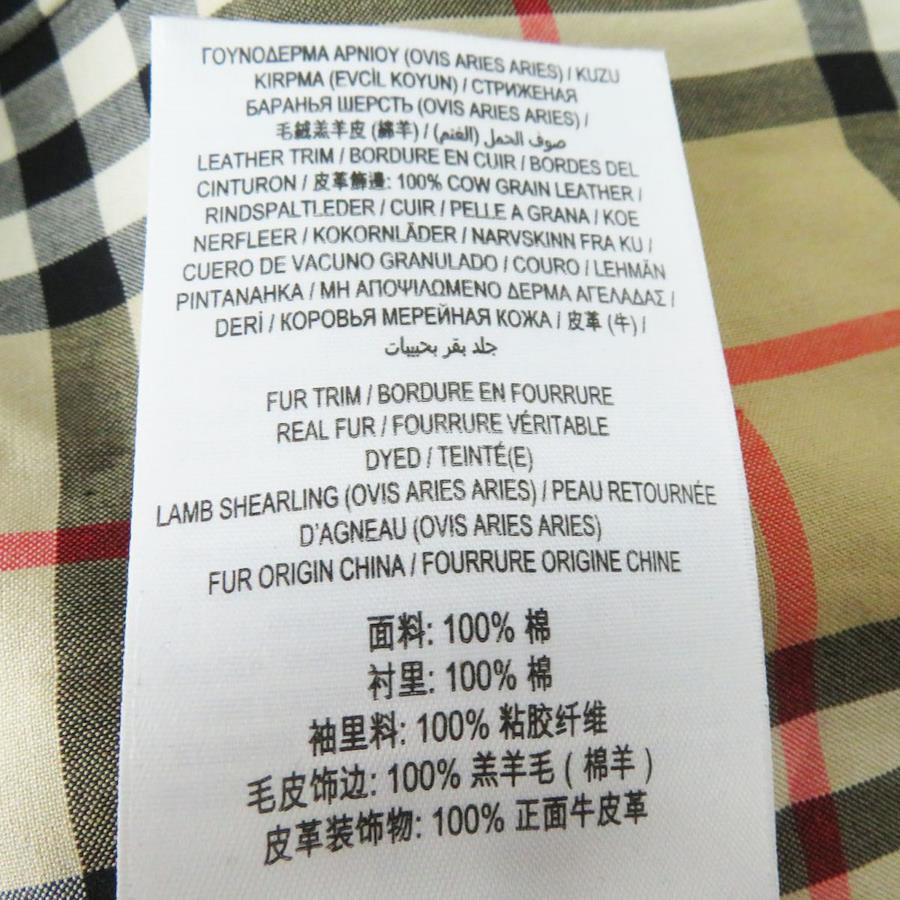 ΓΟΥΝΟΔΕΡΜΑ ΑΡΝΙΟΥ (OVIS ARIES ARIES) / KUZU
KIRPMA (EVCİL KOYUN) / СТРИЖЕНАЯ
БАРАНЬЯ ШЕРСТЬ (OVIS ARIES ARIES) /
毛絨羔羊皮 (綿羊) / صوف الحمل (الغنم) /
LEATHER TRIM / BORDURE EN CUIR / BORDES DEL
CINTURON / 皮革飾邊: 100% COW GRAIN LEATHER /
RINDSPALTLEDER / CUIR / PELLE A GRANA / KOE
NERFLEER / KOKORNLÄDER / NARVSKINN FRA KU /
CUERO DE VACUNO GRANULADO / COURO / LEHMÄN
PINTANAHKA / ΜΗ ΑΠΟΨΙΛΩΜΕΝΟ ΔΕΡΜΑ ΑΓΕΛΑΔΑΣ /
DERİ / КОРОВЬЯ МЕРЕЙНАЯ КОЖА / 皮革 (牛) /
جلد بقر بحبيبات
FUR TRIM / BORDURE EN FOURRURE
REAL FUR / FOURRURE VÉRITABLE
DYED / TEINTÉ(E)
LAMB SHEARLING (OVIS ARIES ARIES) / PEAU RETOURNÉE
D'AGNEAU (OVIS ARIES ARIES)
FUR ORIGIN CHINA / FOURRURE ORIGINE CHINE
面料: 100% 棉
衬里: 100% 棉
袖里料: 100% 粘胶纤维
毛皮饰边: 100% 羔羊毛 ( 棉羊 )
皮革装饰物: 100% 正面牛皮革